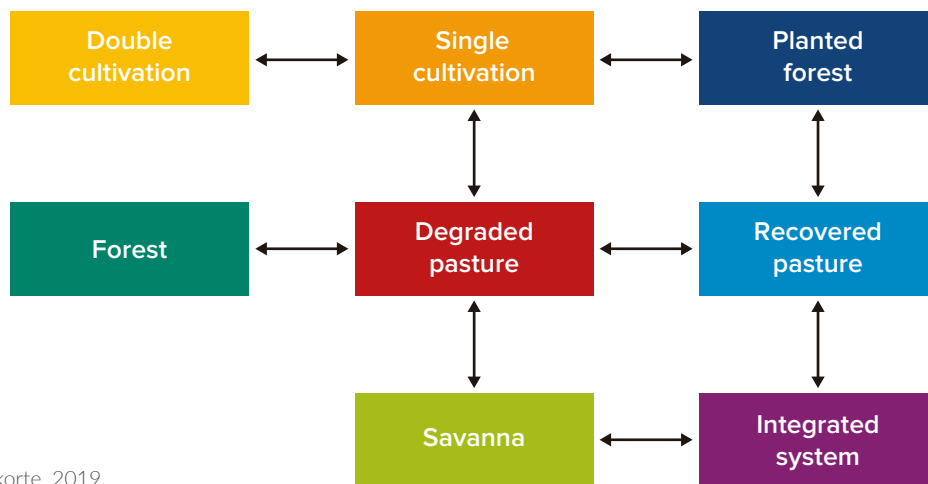 Double
cultivation
Single
cultivation
Planted
forest
Forest
Degraded
pasture
Recovered
pasture
Savanna
Integrated
system
2019